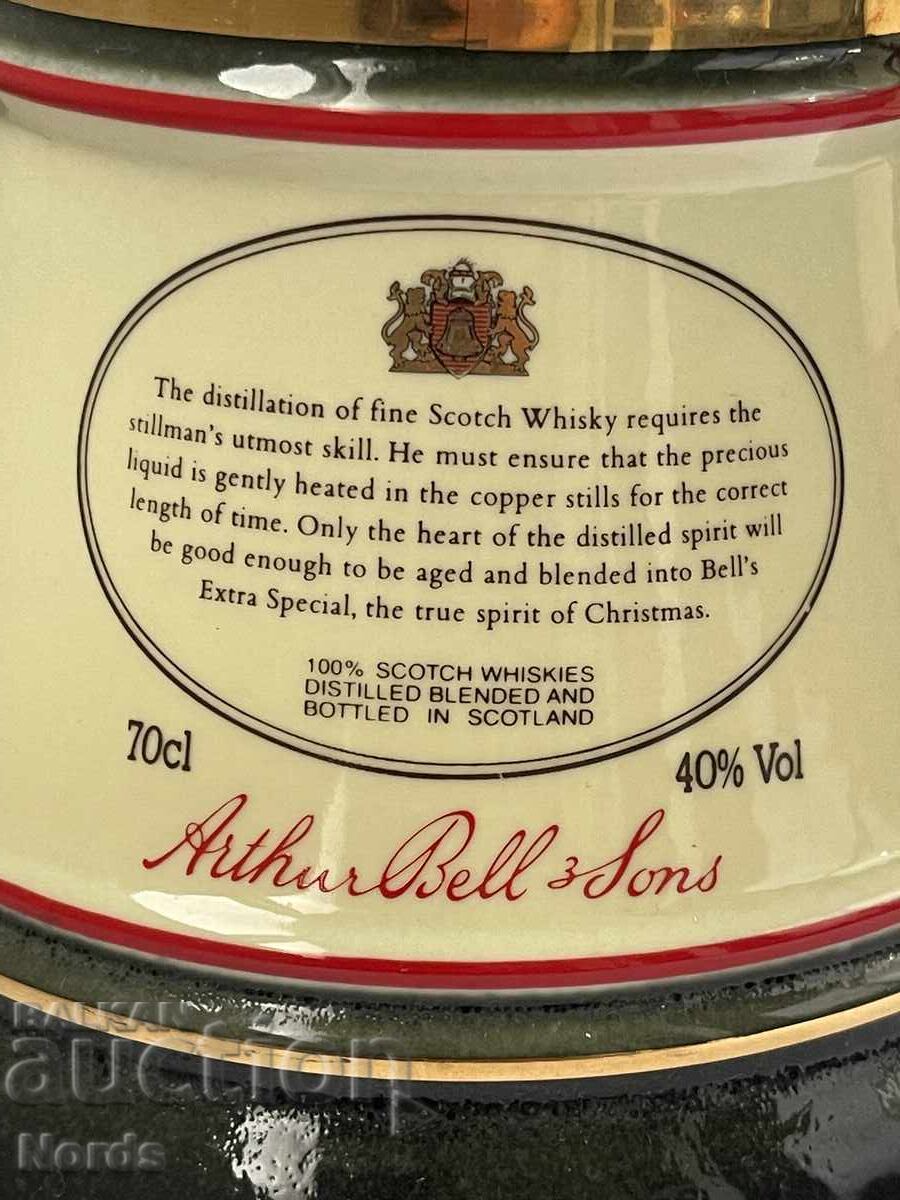 The distillation of fine Scotch Whisky requires the
stillman's utmost skill. He must ensure that the precious
liquid is gently heated in the copper stills for the correct
length of time. Only the heart of the distilled spirit will
be good enough to be aged and blended into Bell's
Extra Special, the true spirit of Christmas.
100% SCOTCH WHISKIES
DISTILLED BLENDED AND
BOTTLED IN SCOTLAND
70cl
40% Vol
Arthur Bell & Sons
BALKAN
auction
Nords